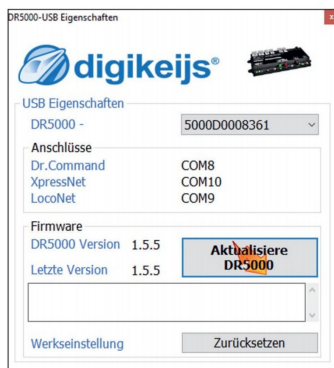 DR5000-USB Eigenschaften
x
digikeijs®
USB Eigenschaften
DR5000 - 5000D0008361
Anschlüsse
Dr.Command COM8
XpressNet COM10
LocoNet COM9
Firmware
DR5000 Version 1.5.5
Letzte Version 1.5.5
Aktualisiere
DR5000
Werkseinstellung Zurücksetzen